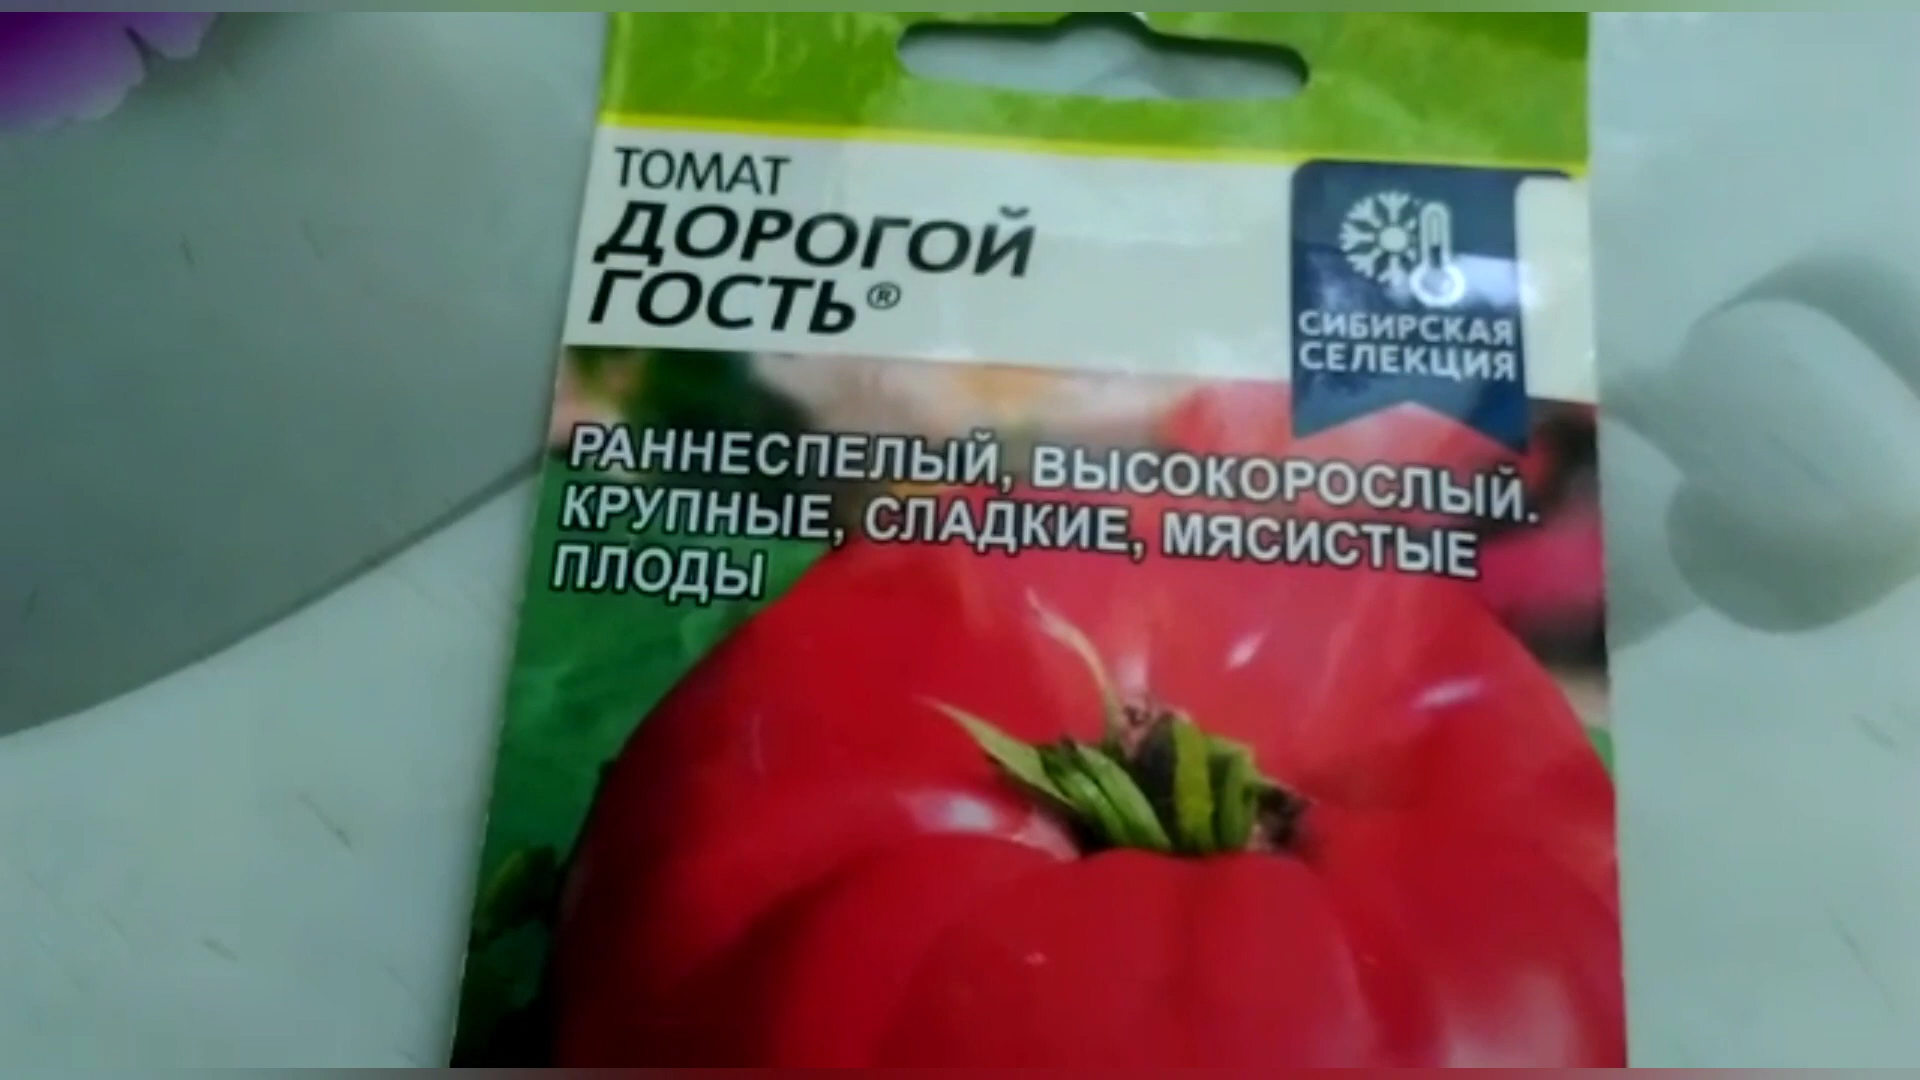 ТОМАТ
ДОРОГОЙ
ГОСТЬ®
СИБИРСКАЯ
СЕЛЕКЦИЯ
РАННЕСПЕЛЫЙ, ВЫСОКОРОСЛЫЙ.
КРУПНЫЕ, СЛАДКИЕ, МЯСИСТЫЕ
ПЛОДЫ